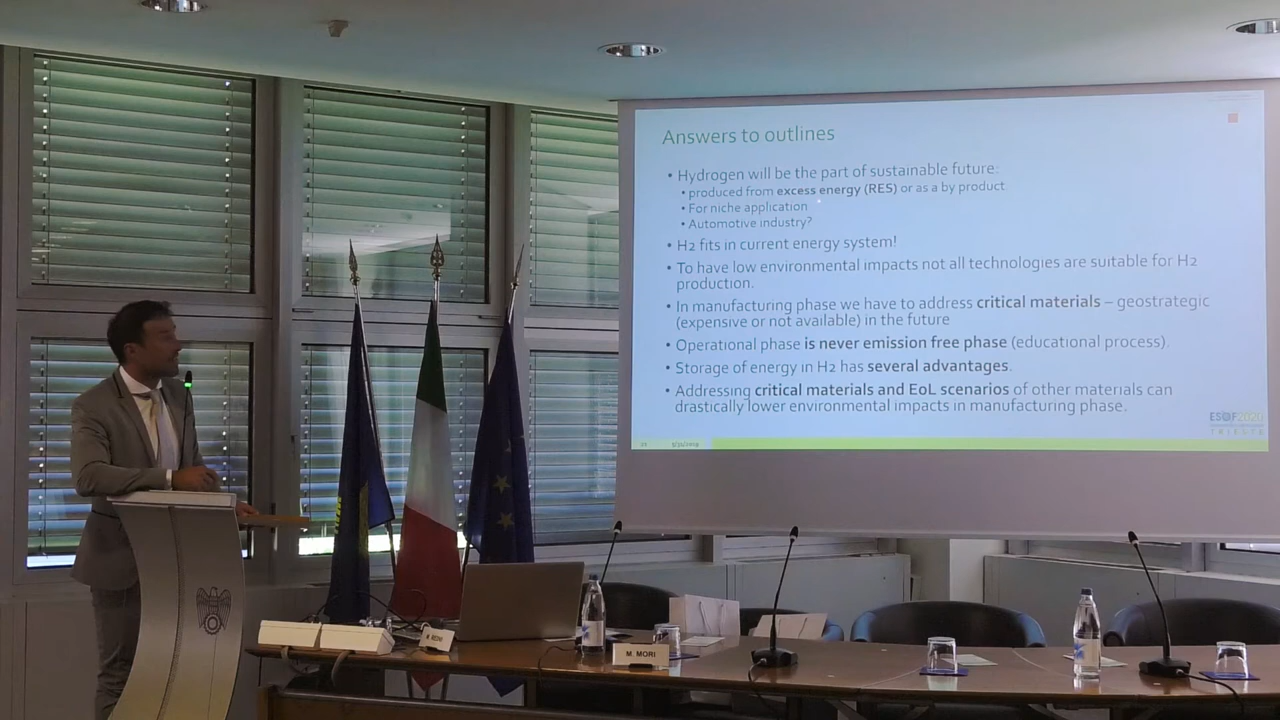 Answers to outlines
• Hydrogen will be the part of sustainable future:
• produced from excess energy (RES) or as a by product
• For niche application
• Automotive industry?
• H2 fits in current energy system!
• To have low environmental impacts not all technologies are suitable for H2
production.
• In manufacturing phase we have to address critical materials – geostrategic
(expensive or not available) in the future
• Operational phase is never emission free phase (educational process).
• Storage of energy in H2 has several advantages.
• Addressing critical materials and EoL scenarios of other materials can
drastically lower environmental impacts in manufacturing phase.
ESOF2020
TRIESTE
M. MORI